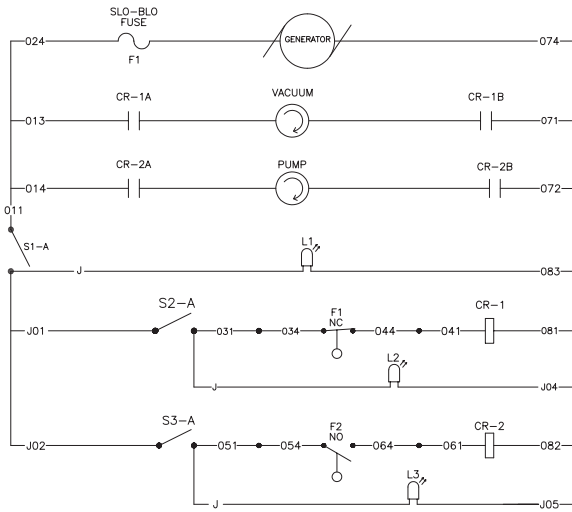 SLO-BLO
FUSE
024
F1
GENERATOR
074
CR-1A
VACUUM
CR-1B
013
071
CR-2A
PUMP
CR-2B
014
072
011
S1-A
L1
J
083
S2-A
F1
NC
CR-1
J01
031
034
044
041
081
L2
J
J04
S3-A
F2
NO
CR-2
J02
051
054
064
061
082
L3
J
J05